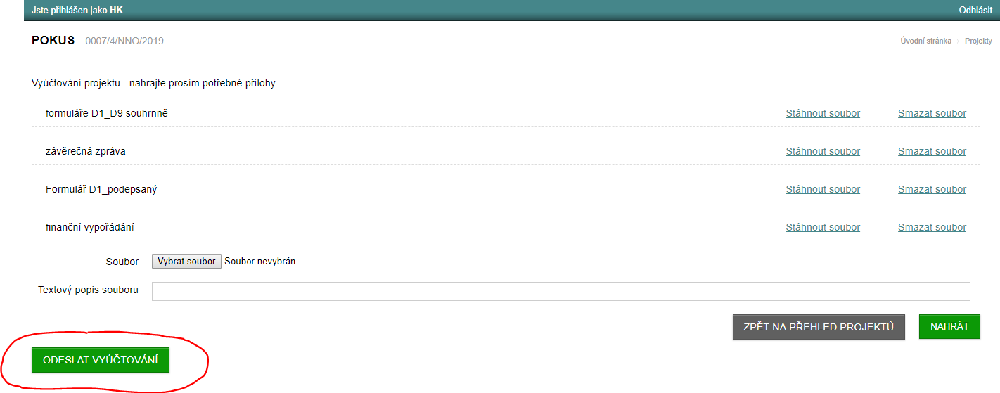 Jste přihlášen jako HK Odhlásit
POKUS 0007/4/NNO/2019 Úvodní stránka › Projekty
Vyúčtování projektu - nahrajte prosím potřebné přílohy.
formuláře D1_D9 souhrnně Stáhnout soubor Smazat soubor
závěrečná zpráva Stáhnout soubor Smazat soubor
Formulář D1_podepsaný Stáhnout soubor Smazat soubor
finanční vypořádání Stáhnout soubor Smazat soubor
Soubor Vybrat soubor Soubor nevybrán
Textový popis souboru
ZPĚT NA PŘEHLED PROJEKTŮ NAHRÁT
ODESLAT VYÚČTOVÁNÍ